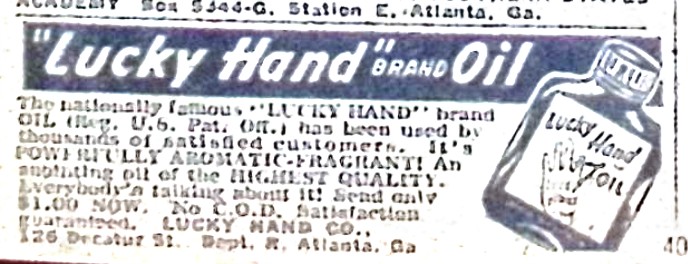 ACADEMY Box 5344-G, Station E, Atlanta, Ga.
"Lucky Hand" BRAND Oil
The nationally famous "LUCKY HAND" brand
OIL (Reg. U.S. Pat. Off.) has been used by
thousands of satisfied customers. It's
POWERFULLY AROMATIC-FRAGRANT! An
anointing oil of the HIGHEST QUALITY.
Everybody's talking about it! Send only
$1.00 NOW. No C.O.D. Satisfaction
guaranteed. LUCKY HAND CO.,
126 Decatur St., Dept. R, Atlanta, Ga
Lucky Hand
Oil
40